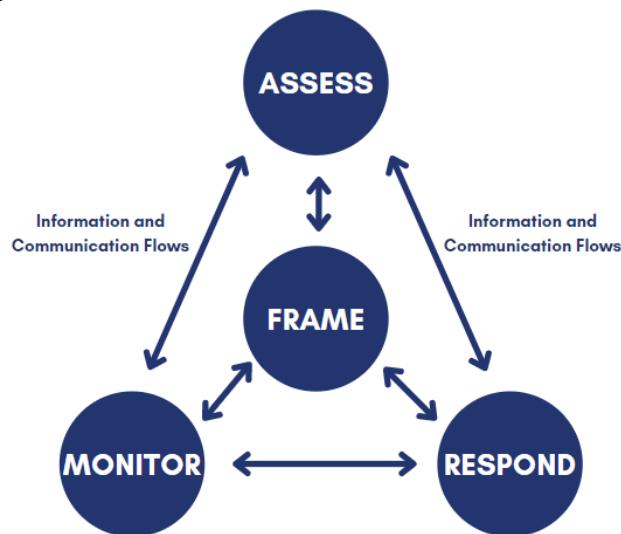 ASSESS
Information and
Communication Flows
Information and
Communication Flows
FRAME
MONITOR
RESPOND